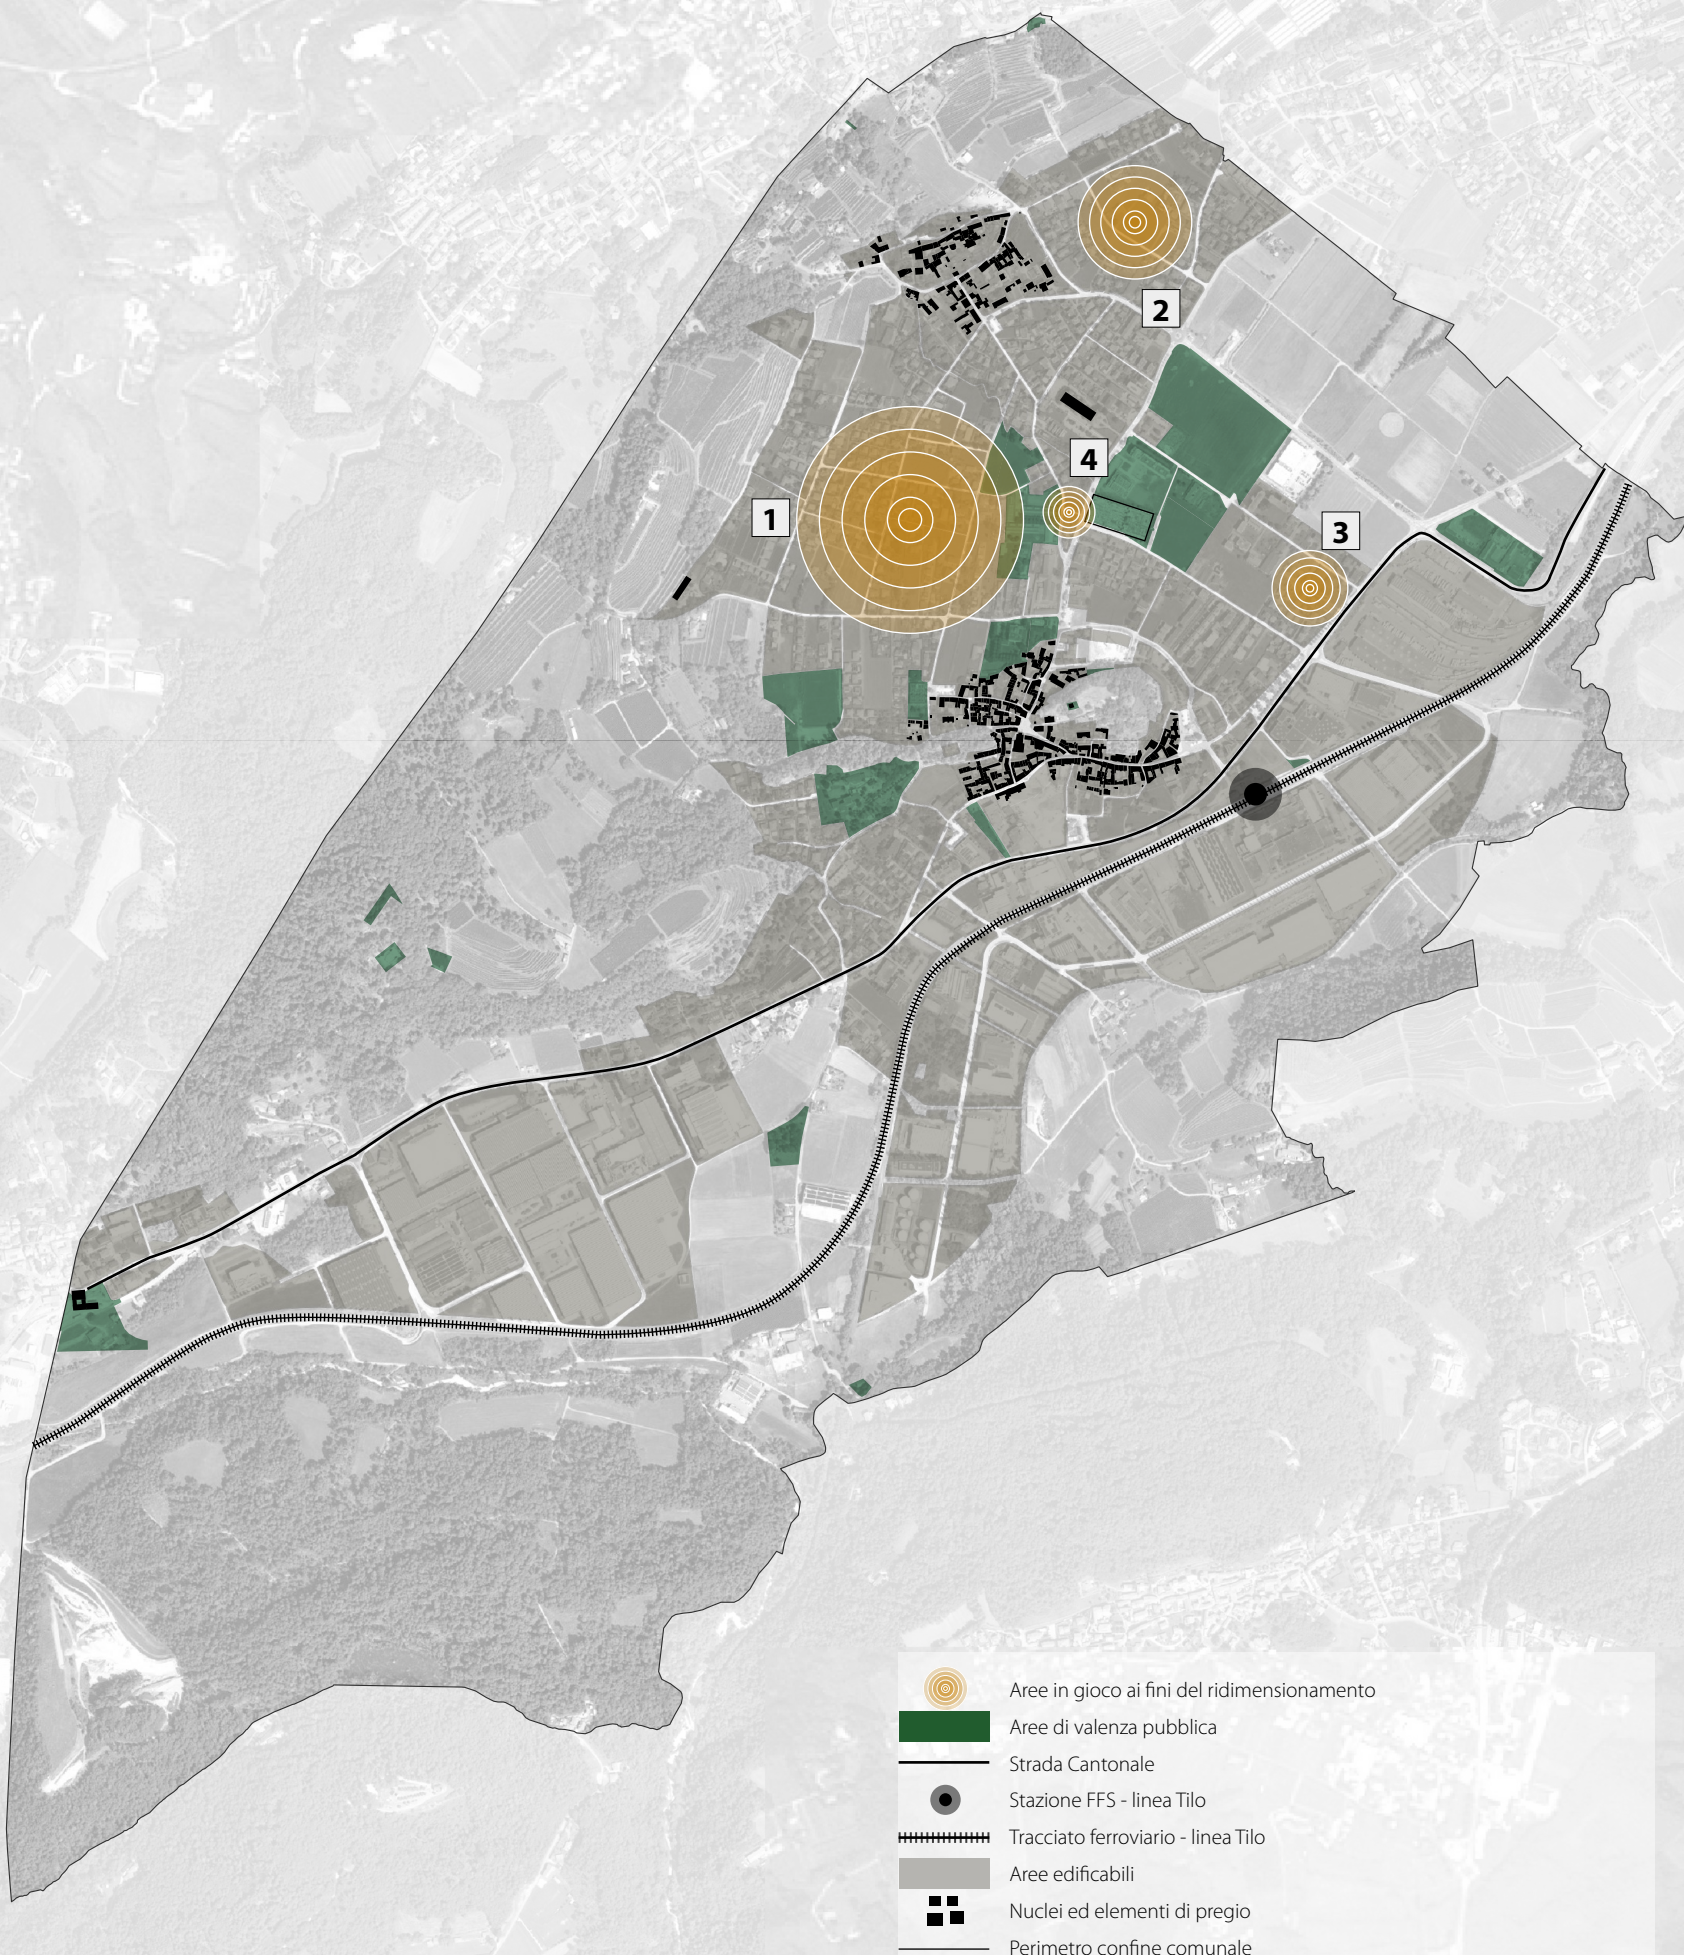 2
4
1
3
Aree in gioco ai fini del ridimensionamento
Aree di valenza pubblica
Strada Cantonale
Stazione FFS - linea Tilo
Tracciato ferroviario - linea Tilo
Aree edificabili
Nuclei ed elementi di pregio
Perimetro confine comunale